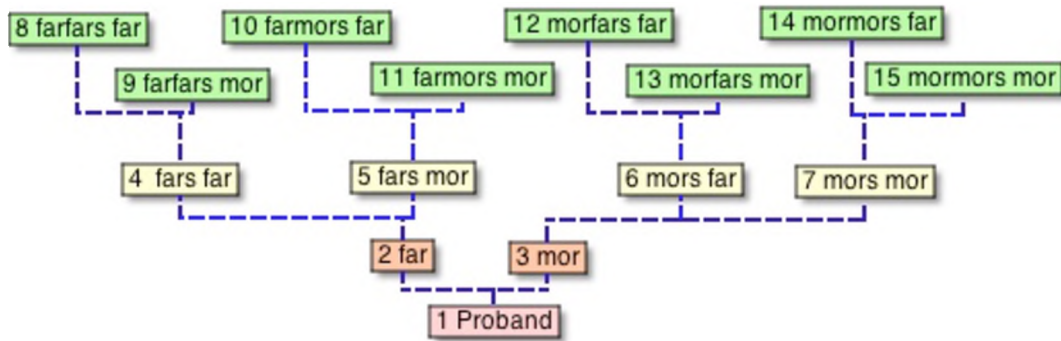 8 farfars far
10 farmors far
12 morfars far
14 mormors far
9 farfars mor
11 farmors mor
13 morfars mor
15 mormors mor
4 fars far
5 fars mor
6 mors far
7 mors mor
2 far
3 mor
1 Proband